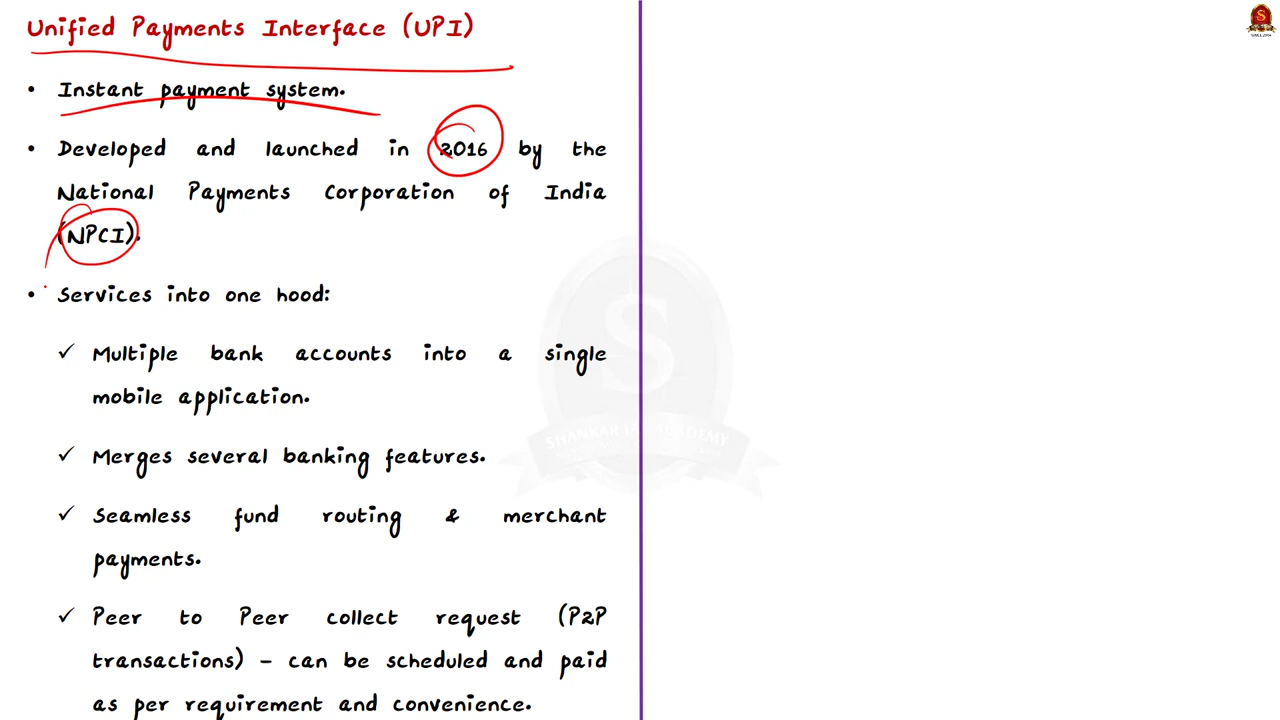 Unified Payments Interface (UPI)
• Instant payment system.
• Developed and launched in 2016 by the
National Payments Corporation of India
(NPCI).
• Services into one hood:
✓ Multiple bank accounts into a single
mobile application.
✓ Merges several banking features.
✓ Seamless fund routing & merchant
payments.
✓ Peer to Peer collect request (P2P
transactions) – can be scheduled and paid
as per requirement and convenience.
S
SHANKAR IAS ACADEMY
S